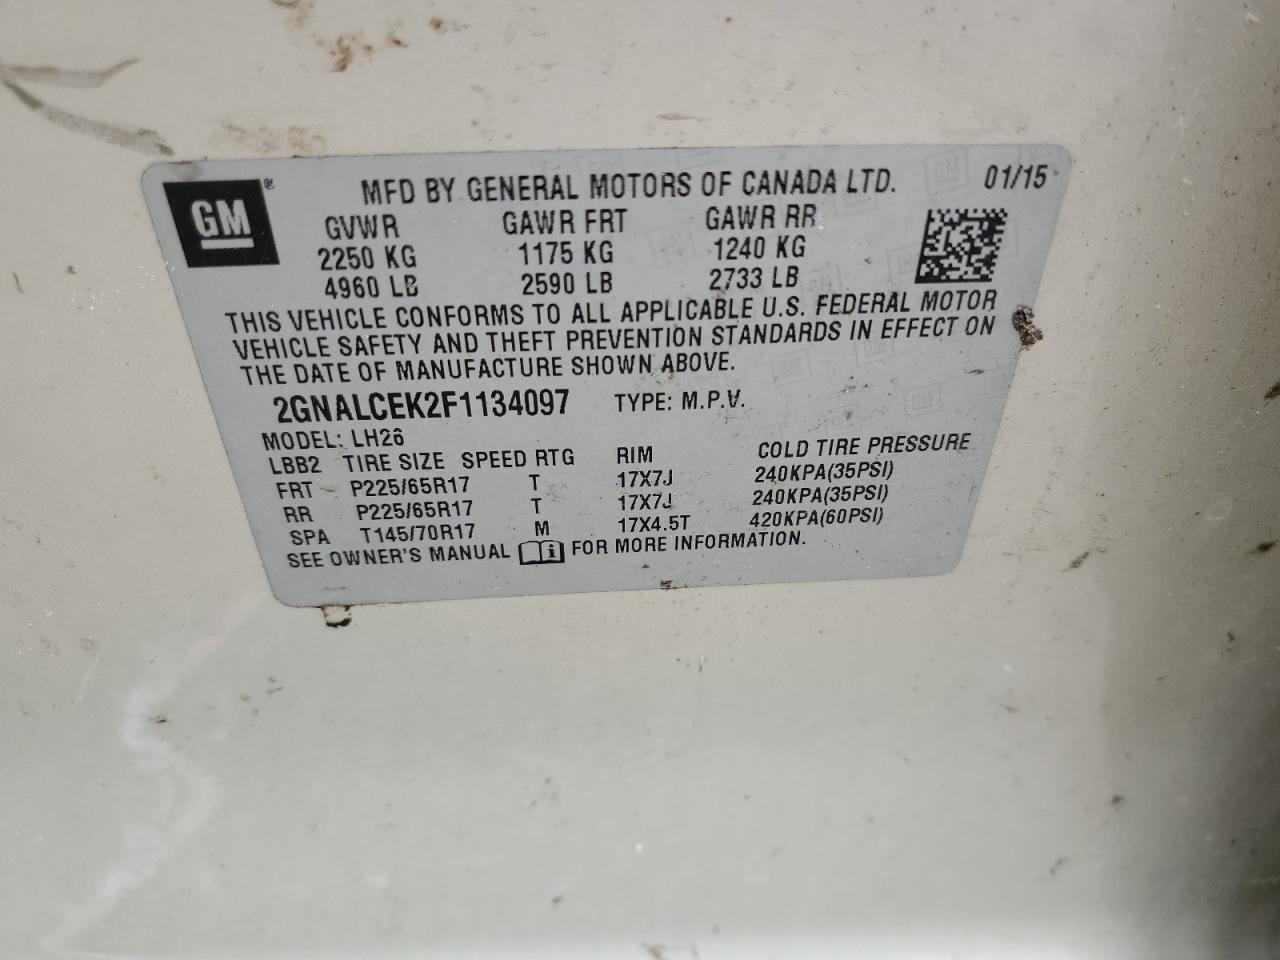 GM® MFD BY GENERAL MOTORS OF CANADA LTD. 01/15
GVWR GAWR FRT GAWR RR
2250 KG 1175 KG 1240 KG
4960 LB 2590 LB 2733 LB
THIS VEHICLE CONFORMS TO ALL APPLICABLE U.S. FEDERAL MOTOR
VEHICLE SAFETY AND THEFT PREVENTION STANDARDS IN EFFECT ON
THE DATE OF MANUFACTURE SHOWN ABOVE.
2GNALCEK2F1134097 TYPE: M.P.V.
MODEL: LH26
LBB2 TIRE SIZE SPEED RTG RIM COLD TIRE PRESSURE
FRT P225/65R17 T 17X7J 240KPA(35PSI)
RR P225/65R17 T 17X7J 240KPA(35PSI)
SPA T145/70R17 M 17X4.5T 420KPA(60PSI)
SEE OWNER'S MANUAL i FOR MORE INFORMATION.